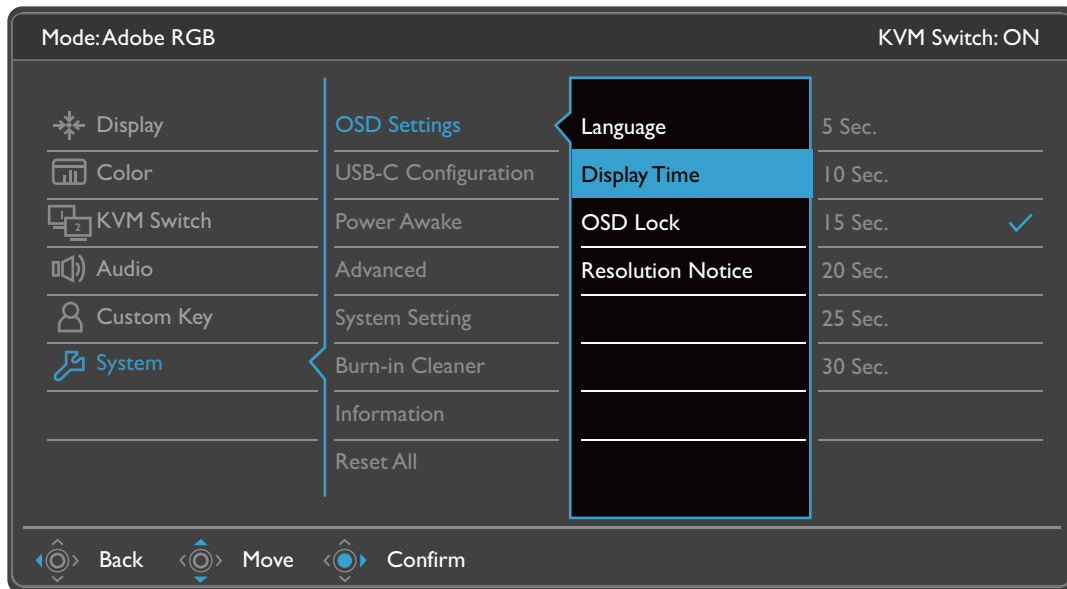 Mode: Adobe RGB
KVM Switch: ON
Display
Color
1 2 KVM Switch
Audio
Custom Key
System
OSD Settings
USB-C Configuration
Power Awake
Advanced
System Setting
Burn-in Cleaner
Information
Reset All
Language
Display Time
OSD Lock
Resolution Notice
5 Sec.
10 Sec.
15 Sec.
20 Sec.
25 Sec.
30 Sec.
Back Move Confirm